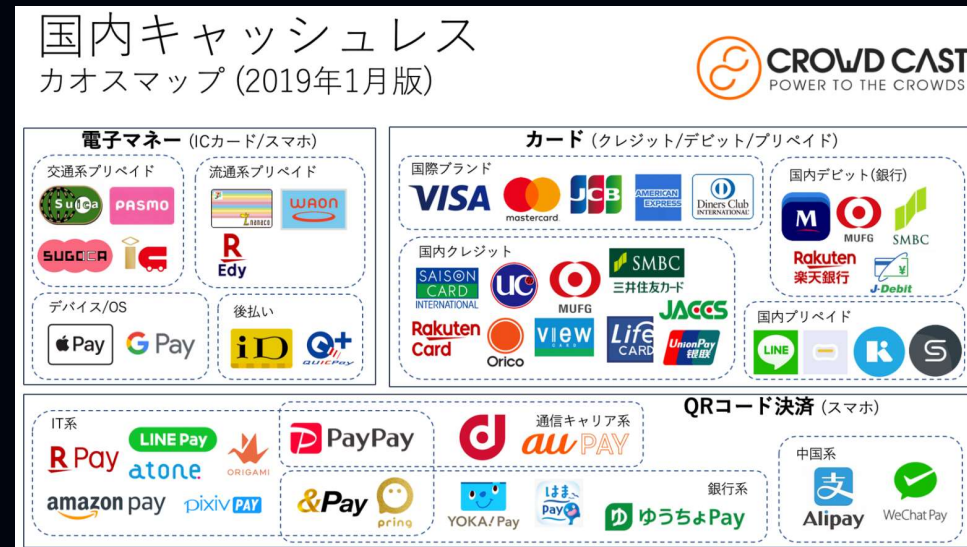 国内キャッシュレス
カオスマップ (2019年1月版)
CROWD CAST
POWER TO THE CROWDS
電子マネー (ICカード/スマホ)
交通系プリペイド
Suica
PASMO
SUGOCA
流通系プリペイド
nanaco
WAON
R
Edy
デバイス/OS
Pay
G Pay
後払い
iD
QUICPay
カード (クレジット/デビット/プリペイド)
国際ブランド
VISA
mastercard
JCB
AMERICAN
EXPRESS
Diners Club
INTERNATIONAL
国内クレジット
SAISON
CARD
INTERNATIONAL
UC
MUFG
SMBC
三井住友カード
JACCS
Rakuten
Card
Orico
VIEW
CARD
Life
CARD
UnionPay
银联
国内デビット(銀行)
M
MUFG
SMBC
Rakuten
楽天銀行
J-Debit
国内プリペイド
LINE
K
S
QRコード決済 (スマホ)
IT系
R Pay
LINE Pay
atone
ORIGAMI
amazon pay
pixiv PAY
PayPay
d
通信キャリア系
au PAY
&Pay
pring
YOKA!Pay
はま
Pay
銀行系
ゆ ゆうちょPay
中国系
支
Alipay
WeChat Pay